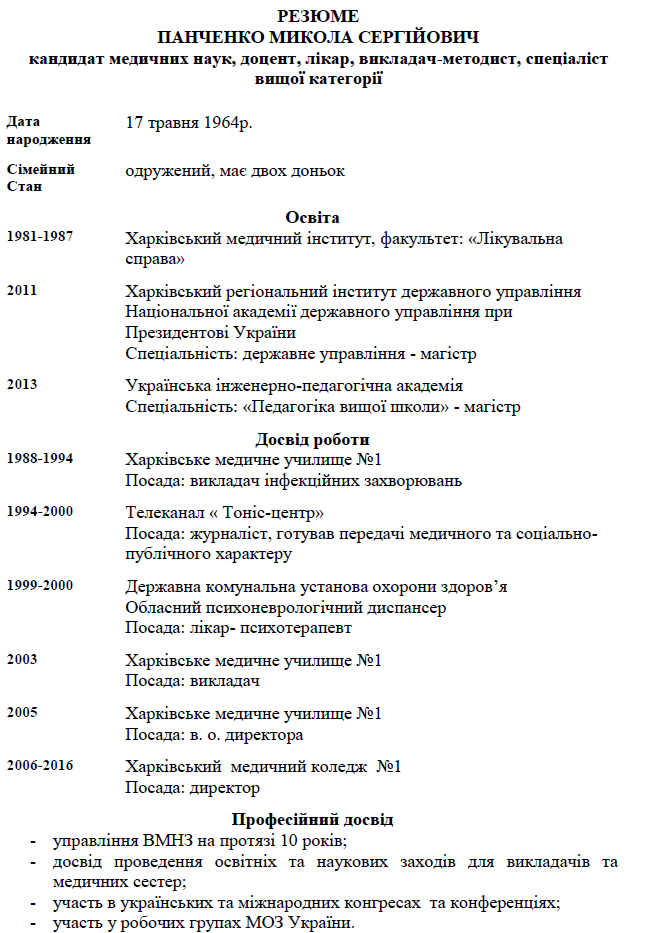 РЕЗЮМЕ
ПАНЧЕНКО МИКОЛА СЕРГІЙОВИЧ
кандидат медичних наук, доцент, лікар, викладач-методист, спеціаліст
вищої категорії
Дата
народження
17 травня 1964р.
Сімейний
Стан
одружений, має двох доньок
Освіта
1981-1987
Харківський медичний інститут, факультет: «Лікувальна
справа»
2011
Харківський регіональний інститут державного управління
Національної академії державного управління при
Президентові України
Спеціальність: державне управління - магістр
2013
Українська інженерно-педагогічна академія
Спеціальність: «Педагогіка вищої школи» - магістр
Досвід роботи
1988-1994
Харківське медичне училище №1
Посада: викладач інфекційних захворювань
1994-2000
Телеканал « Тоніс-центр»
Посада: журналіст, готував передачі медичного та соціально-
публічного характеру
1999-2000
Державна комунальна установа охорони здоров’я
Обласний психоневрологічний диспансер
Посада: лікар- психотерапевт
2003
Харківське медичне училище №1
Посада: викладач
2005
Харківське медичне училище №1
Посада: в. о. директора
2006-2016
Харківський  медичний коледж  №1
Посада: директор
Професійний досвід
- управління ВМНЗ на протязі 10 років;
- досвід проведення освітніх та наукових заходів для викладачів та
медичних сестер;
- участь в українських та міжнародних конгресах  та конференціях;
- участь у робочих групах МОЗ України.